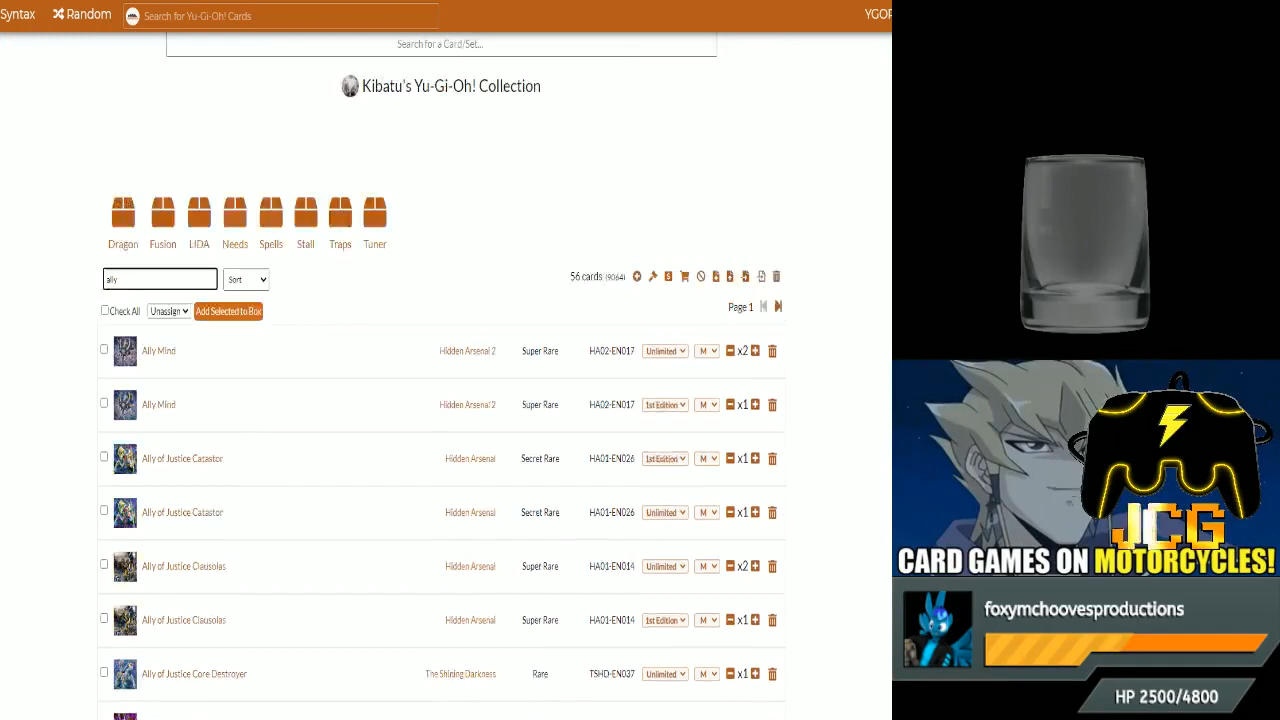 Syntax Random Search for Yu-Gi-Oh! Cards YGOP
Search for a Card/Set...
Kibatu's Yu-Gi-Oh! Collection
Dragon Fusion LIDA Needs Spells Stall Traps Tuner
ally Sort 56 cards (9064)
Check All Unassign Add Selected to Box Page 1
Ally Mind Hidden Arsenal 2 Super Rare HA02-EN017 Unlimited M x2
Ally Mind Hidden Arsenal 2 Super Rare HA02-EN017 1st Edition M x1
Ally of Justice Catastor Hidden Arsenal Secret Rare HA01-EN026 1st Edition M x1
Ally of Justice Catastor Hidden Arsenal Secret Rare HA01-EN026 Unlimited M x1
Ally of Justice Clausolas Hidden Arsenal Super Rare HA01-EN014 Unlimited M x2
Ally of Justice Clausolas Hidden Arsenal Super Rare HA01-EN014 1st Edition M x1
Ally of Justice Core Destroyer The Shining Darkness Rare TSHD-EN037 Unlimited M x1
JCG
CARD GAMES ON MOTORCYCLES!
foxymchoovesproductions
HP 2500/4800